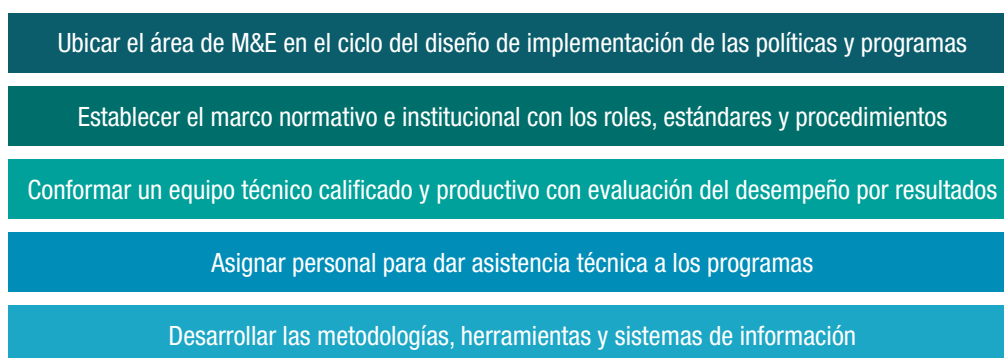 Ubicar el área de M&E en el ciclo del diseño de implementación de las políticas y programas
Establecer el marco normativo e institucional con los roles, estándares y procedimientos
Conformar un equipo técnico calificado y productivo con evaluación del desempeño por resultados
Asignar personal para dar asistencia técnica a los programas
Desarrollar las metodologías, herramientas y sistemas de información